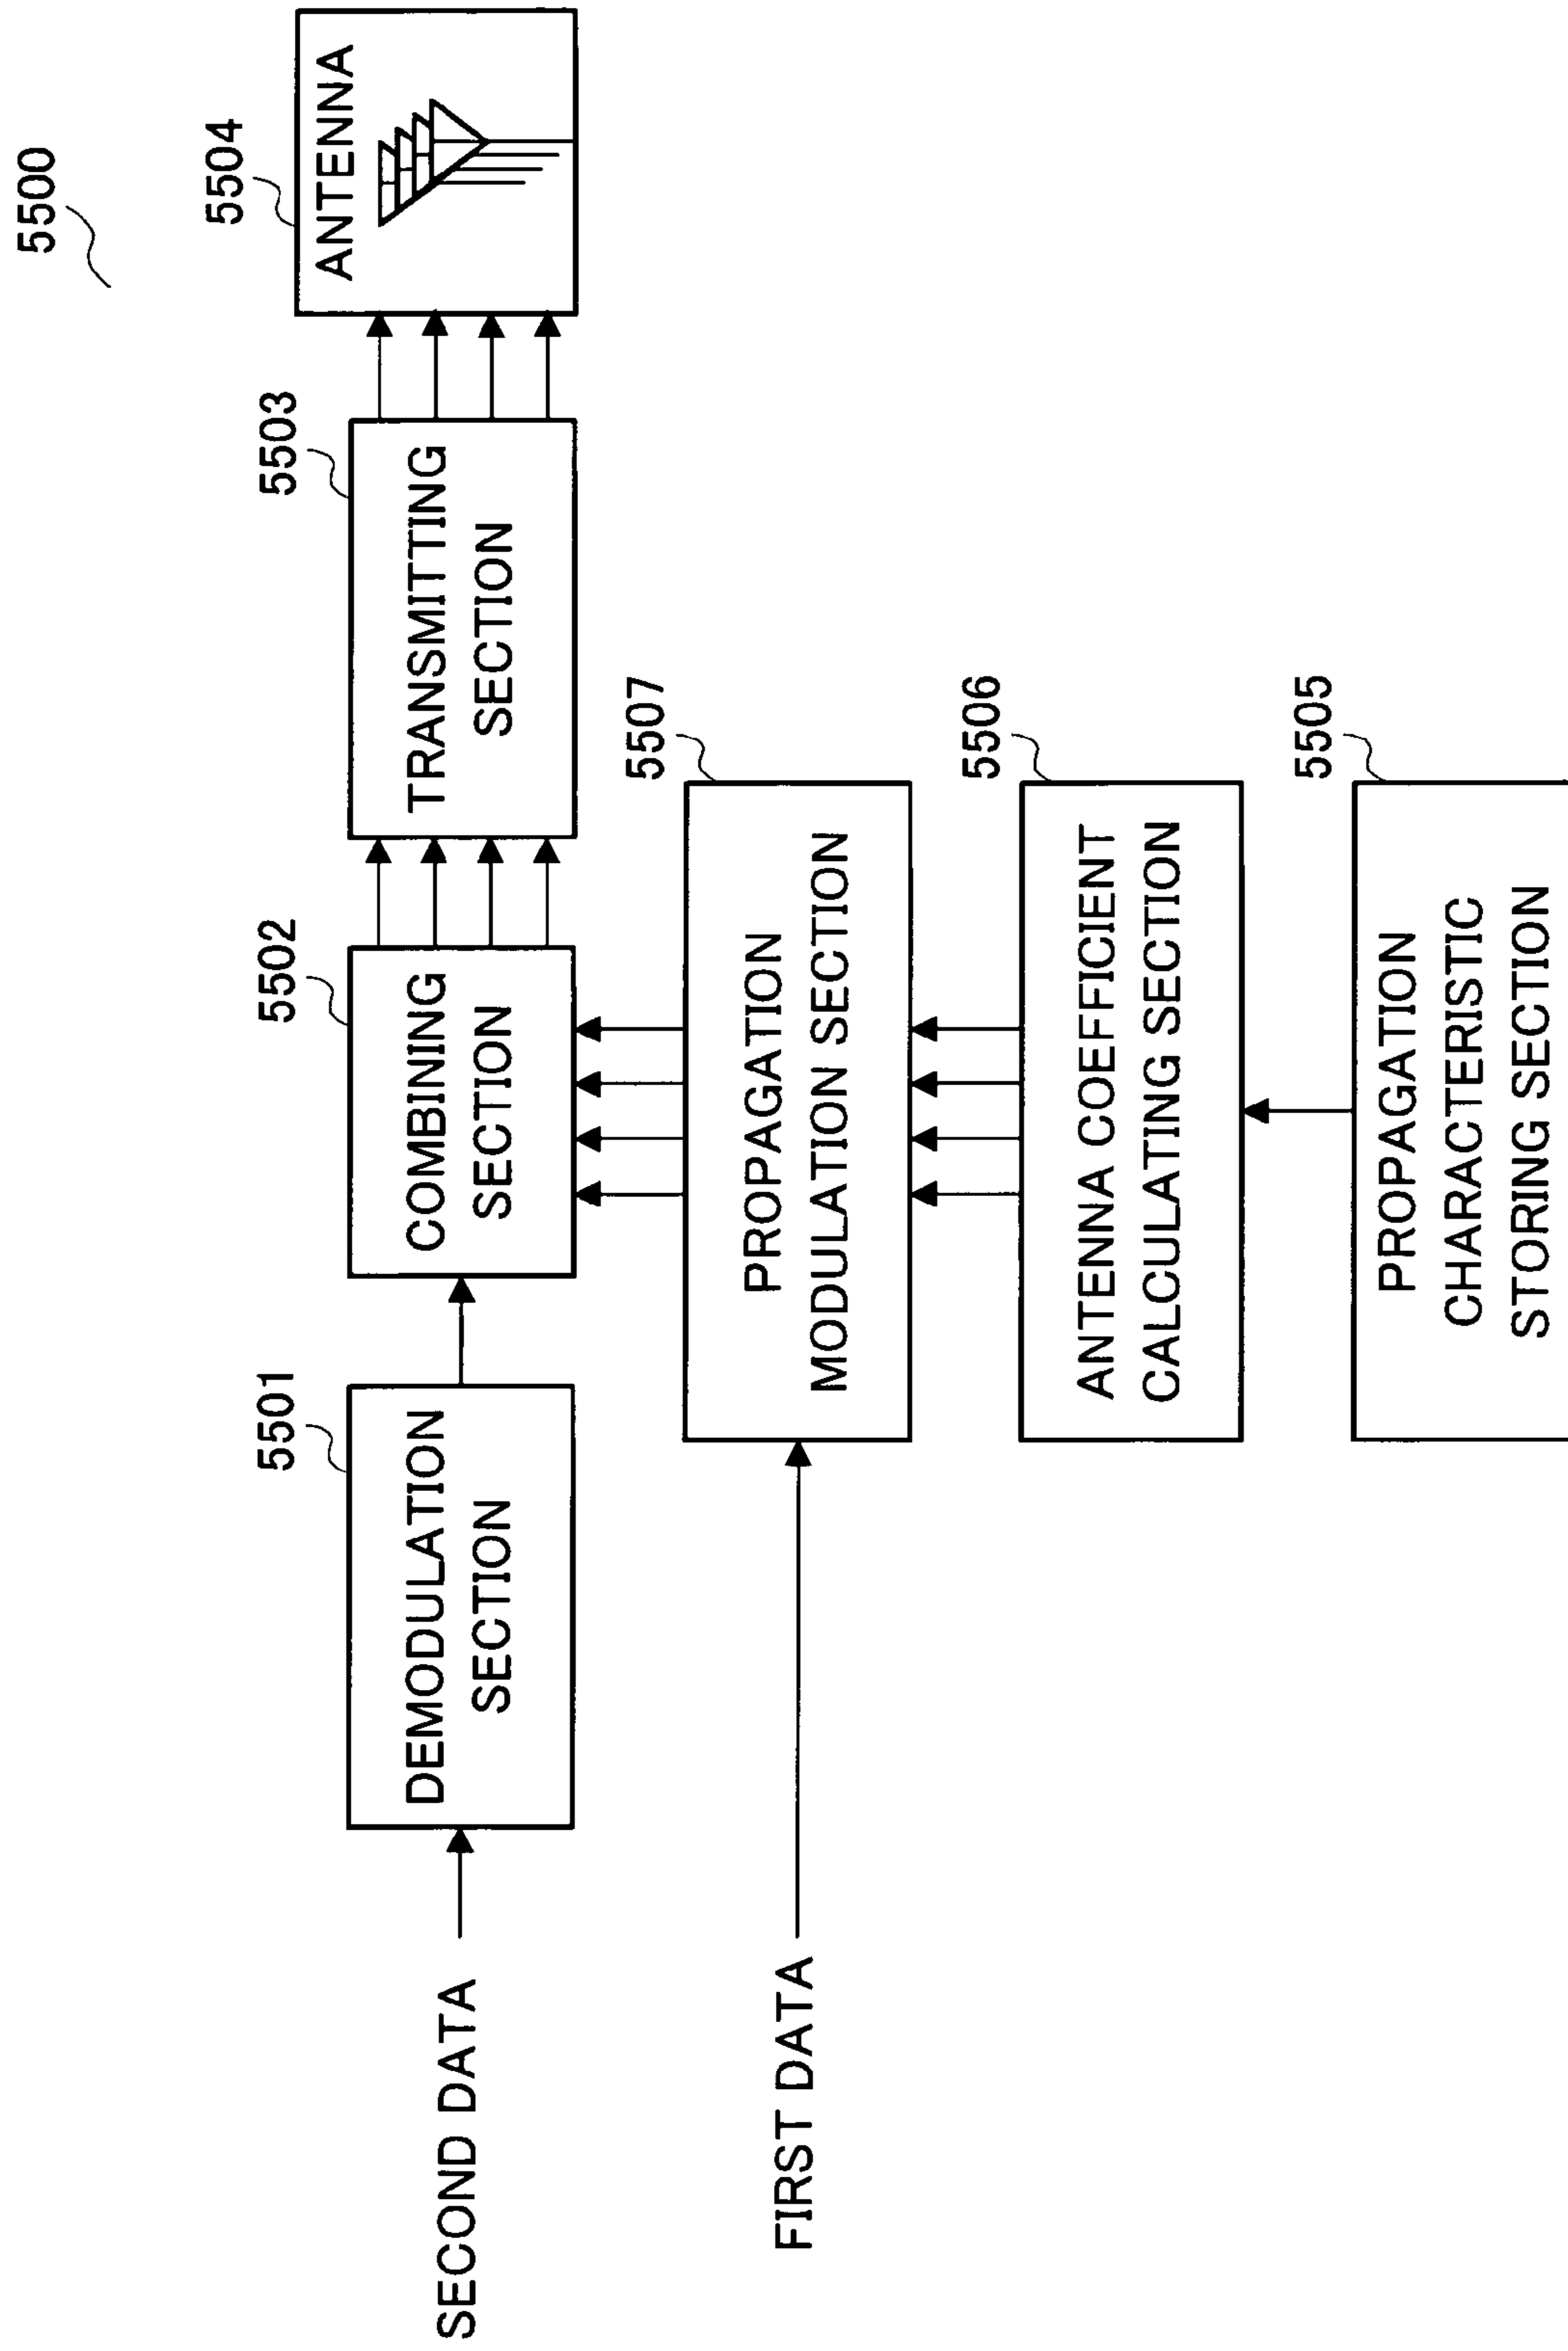 5500
5504
ANTENNA
5503
TRANSMITTING
SECTION
5502
COMBINING
SECTION
5501
DEMODULATION
SECTION
SECOND DATA
5507
PROPAGATION
MODULATION SECTION
FIRST DATA
5506
ANTENNA COEFFICIENT
CALCULATING SECTION
5505
PROPAGATION
CHARACTERISTIC
STORING SECTION